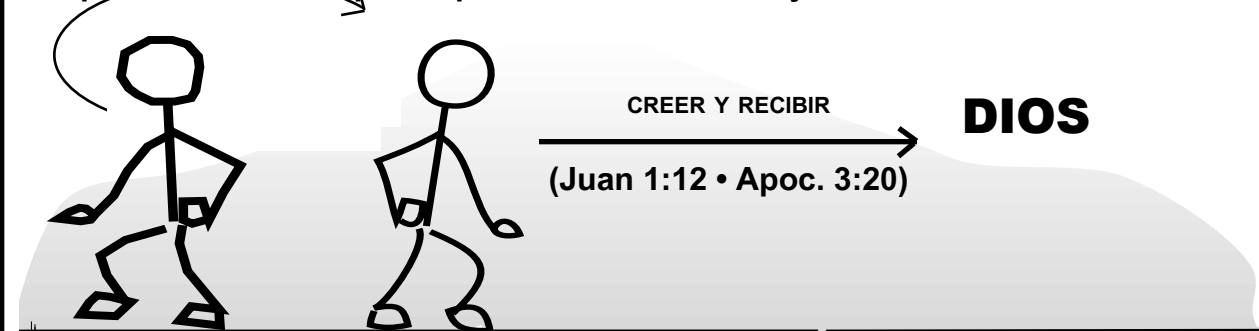 CREER Y RECIBIR
DIOS
(Juan 1:12 • Apoc. 3:20)